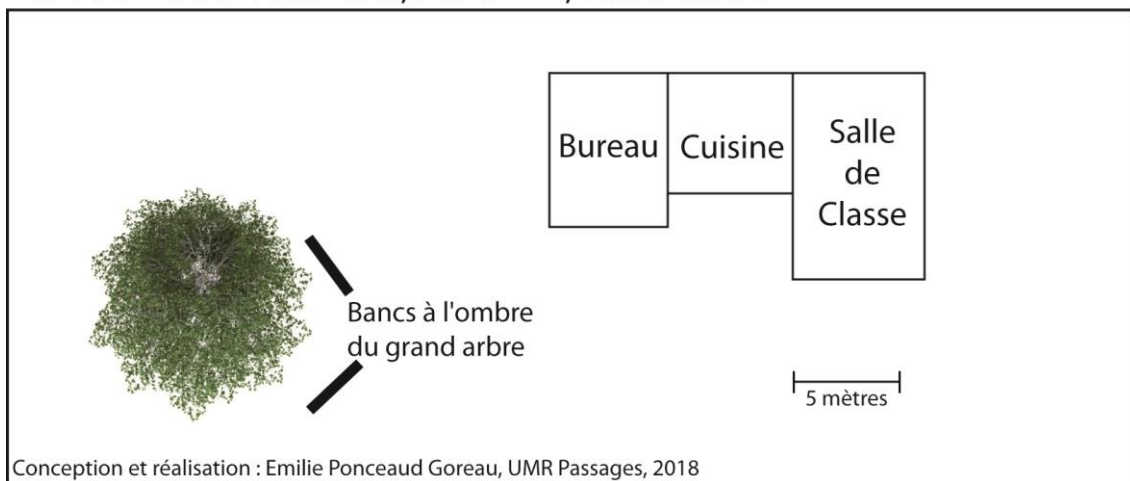 Bureau
Cuisine
Salle
de
Classe
Bancs à l'ombre
du grand arbre
5 mètres
Conception et réalisation : Emilie Ponceaud Goreau, UMR Passages, 2018